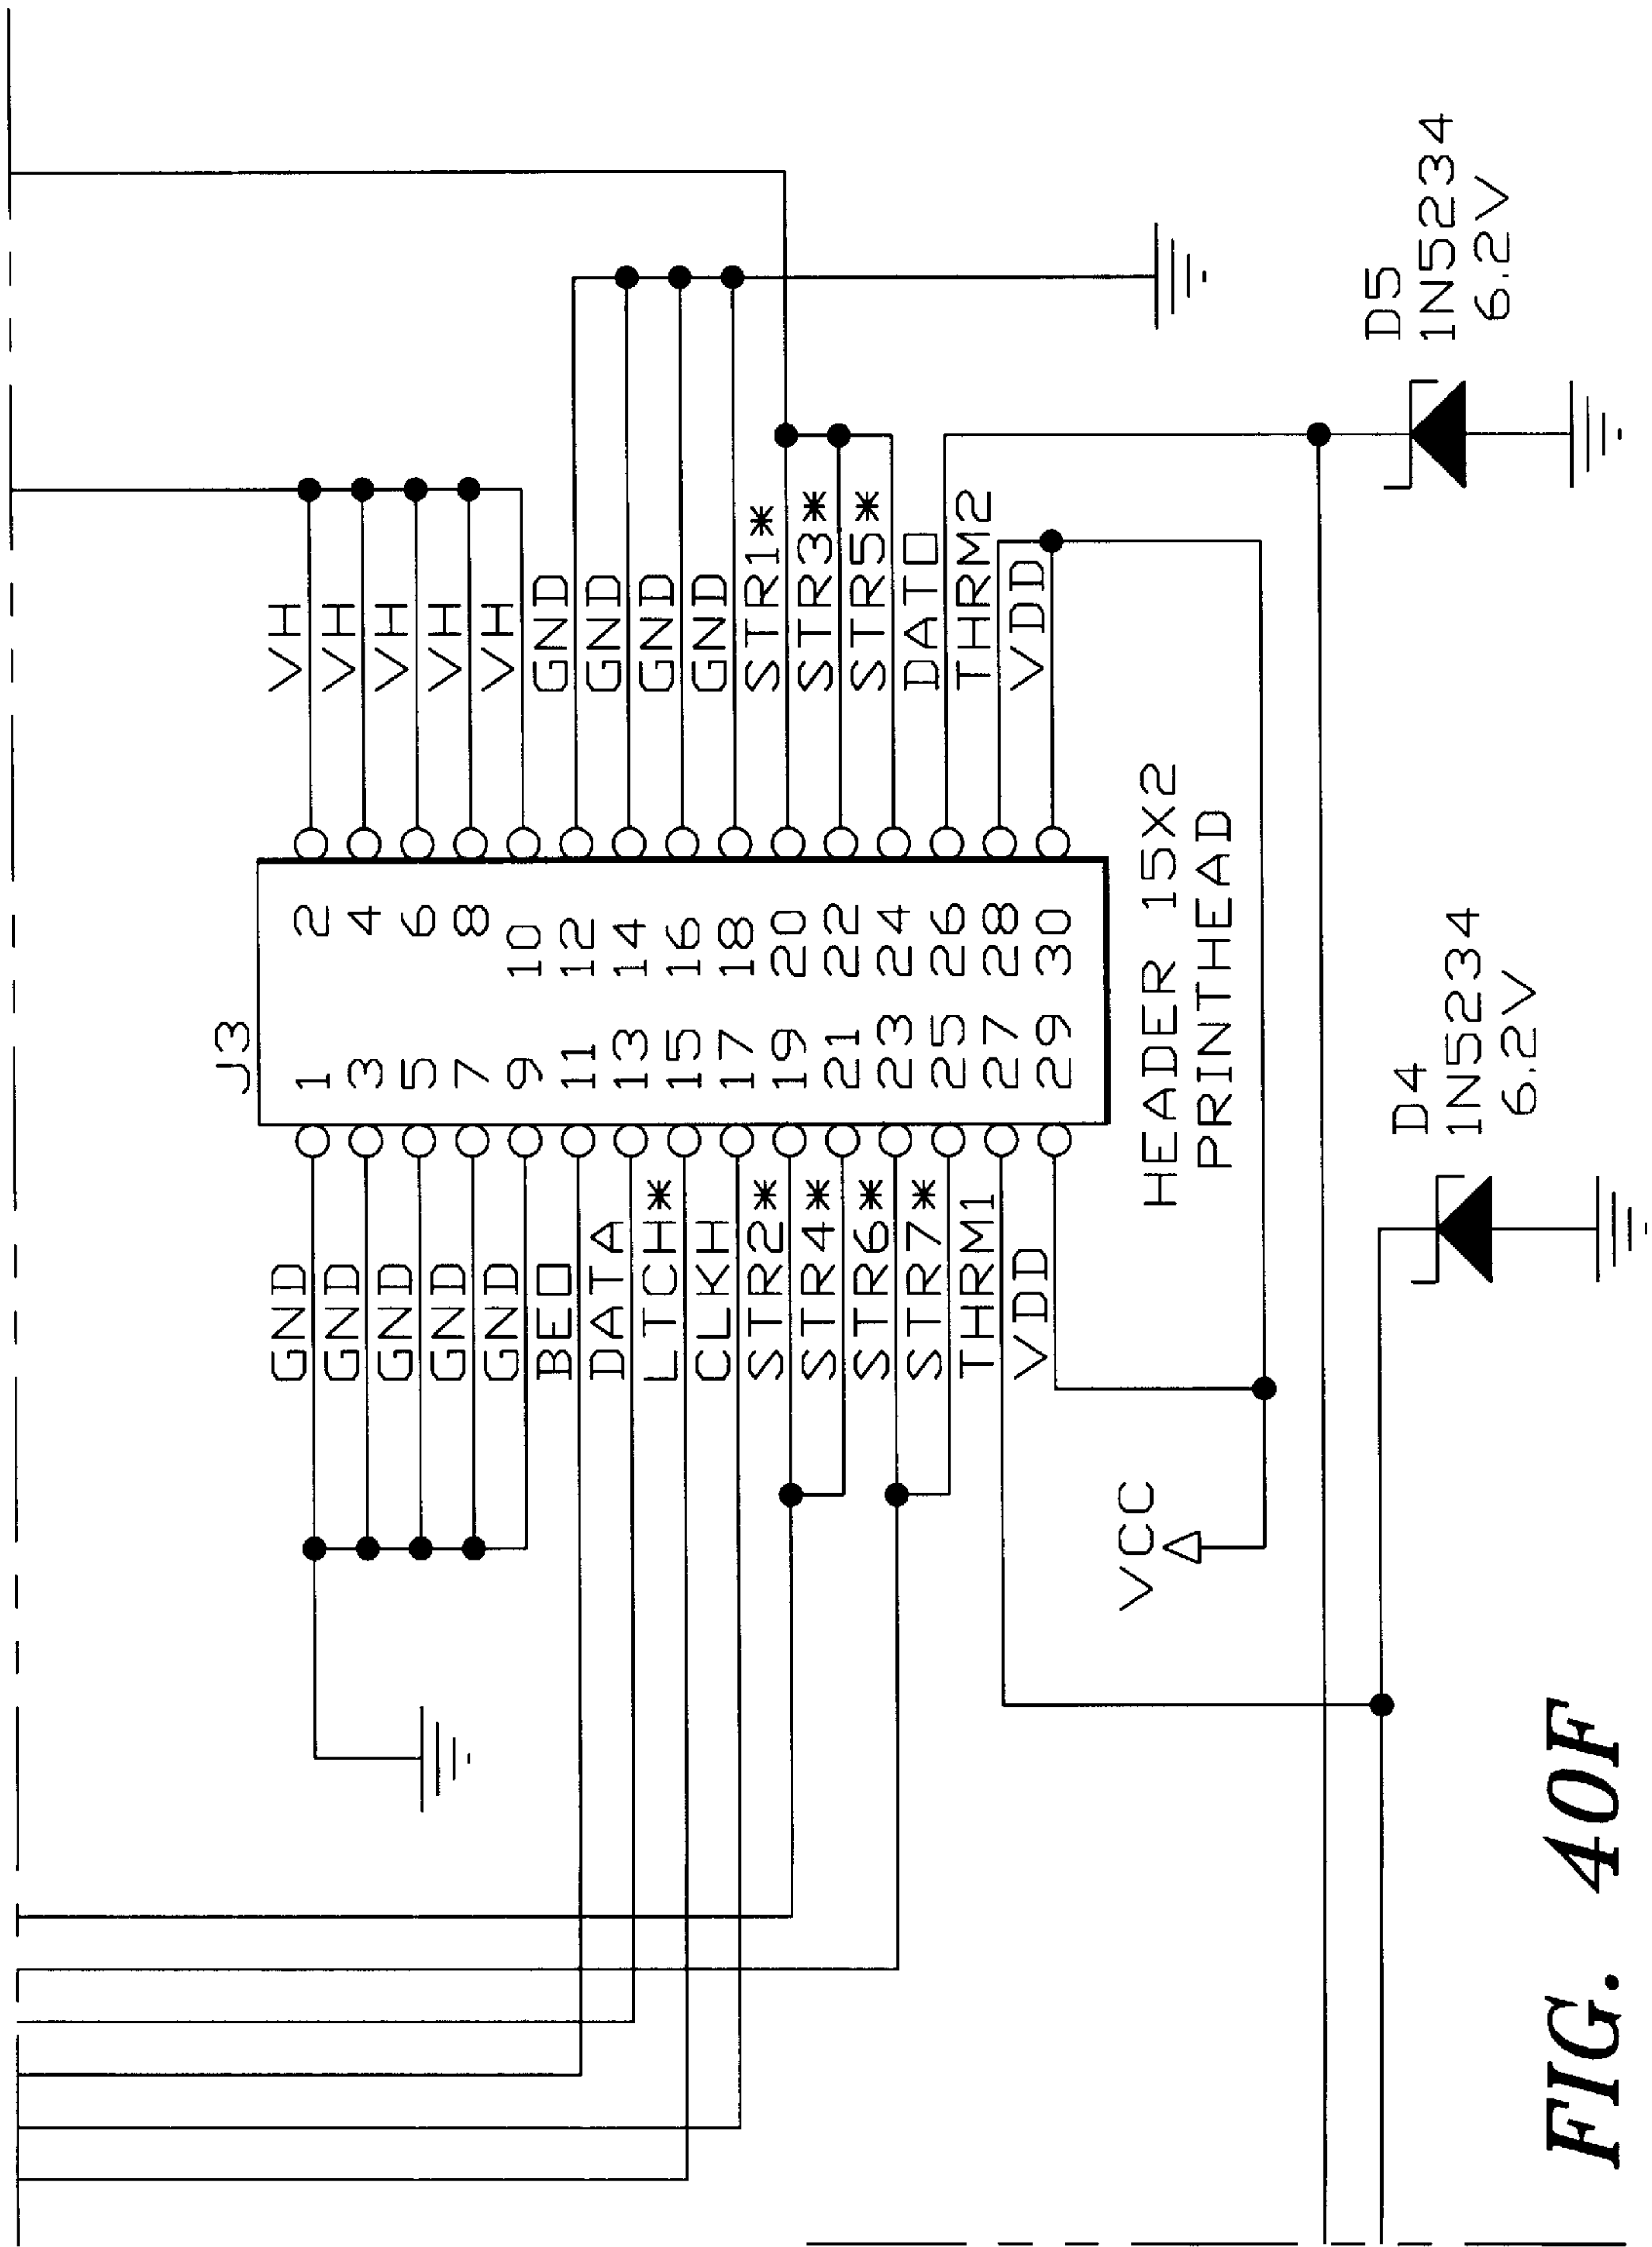 J3
1 2
3 4
5 6
7 8
9 10
11 12
13 14
15 16
17 18
19 20
21 22
23 24
25 26
27 28
29 30
GND
GND
GND
GND
GND
BEO
DATA
LTCH*
CLKH
STR2*
STR4*
STR6*
STR7*
THRM1
VDD
VH
VH
VH
VH
VH
GND
GND
GND
GND
STR1*
STR3*
STR5*
DATO
THRM2
VDD
HEADER 15X2
PRINTHEAD
VCC
D4
1N5234
6.2V
D5
1N5234
6.2V
FIG. 40F